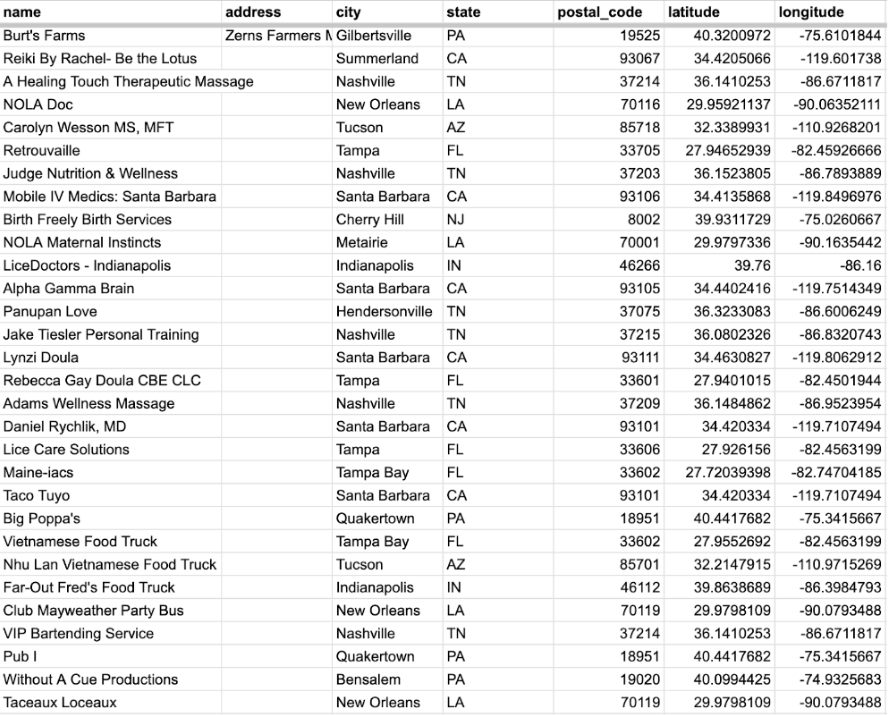 name address city state postal_code latitude longitude
Burt's Farms Zerns Farmers M Gilbertsville PA 19525 40.3200972 -75.6101844
Reiki By Rachel- Be the Lotus Summerland CA 93067 34.4205066 -119.601738
A Healing Touch Therapeutic Massage Nashville TN 37214 36.1410253 -86.6711817
NOLA Doc New Orleans LA 70116 29.95921137 -90.06352111
Carolyn Wesson MS, MFT Tucson AZ 85718 32.3389931 -110.9268201
Retrouvaille Tampa FL 33705 27.94652939 -82.45926666
Judge Nutrition & Wellness Nashville TN 37203 36.1523805 -86.7893889
Mobile IV Medics: Santa Barbara Santa Barbara CA 93106 34.4135868 -119.8496976
Birth Freely Birth Services Cherry Hill NJ 8002 39.9311729 -75.0260667
NOLA Maternal Instincts Metairie LA 70001 29.9797336 -90.1635442
LiceDoctors - Indianapolis Indianapolis IN 46266 39.76 -86.16
Alpha Gamma Brain Santa Barbara CA 93105 34.4402416 -119.7514349
Panupan Love Hendersonville TN 37075 36.3233083 -86.6006249
Jake Tiesler Personal Training Nashville TN 37215 36.0802326 -86.8320743
Lynzi Doula Santa Barbara CA 93111 34.4630827 -119.8062912
Rebecca Gay Doula CBE CLC Tampa FL 33601 27.9401015 -82.4501944
Adams Wellness Massage Nashville TN 37209 36.1484862 -86.9523954
Daniel Rychlik, MD Santa Barbara CA 93101 34.420334 -119.7107494
Lice Care Solutions Tampa FL 33606 27.926156 -82.4563199
Maine-iacs Tampa Bay FL 33602 27.72039398 -82.74704185
Taco Tuyo Santa Barbara CA 93101 34.420334 -119.7107494
Big Poppa's Quakertown PA 18951 40.4417682 -75.3415667
Vietnamese Food Truck Tampa Bay FL 33602 27.9552692 -82.4563199
Nhu Lan Vietnamese Food Truck Tucson AZ 85701 32.2147915 -110.9715269
Far-Out Fred's Food Truck Indianapolis IN 46112 39.8638689 -86.3984793
Club Mayweather Party Bus New Orleans LA 70119 29.9798109 -90.0793488
VIP Bartending Service Nashville TN 37214 36.1410253 -86.6711817
Pub I Quakertown PA 18951 40.4417682 -75.3415667
Without A Cue Productions Bensalem PA 19020 40.0994425 -74.9325683
Taceaux Loceaux New Orleans LA 70119 29.9798109 -90.0793488